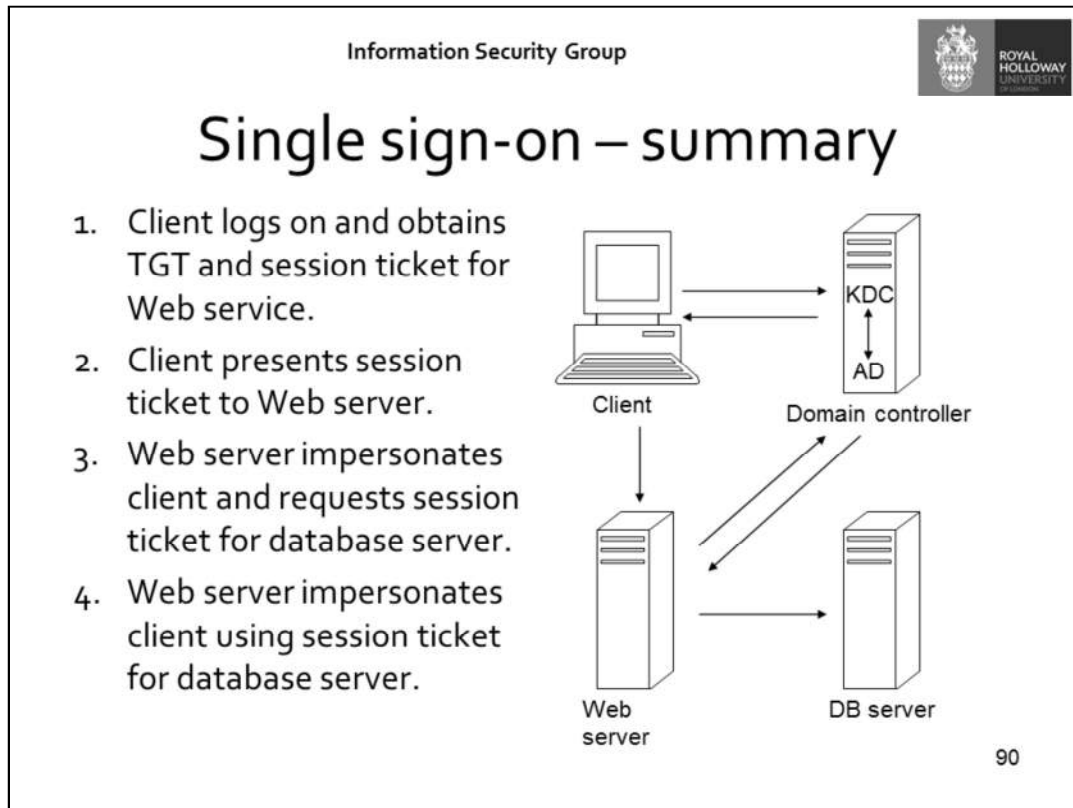 Information Security Group
ROYAL
HOLLOWAY
UNIVERSITY
OF LONDON
Single sign-on – summary
1. Client logs on and obtains
TGT and session ticket for
Web service.
2. Client presents session
ticket to Web server.
3. Web server impersonates
client and requests session
ticket for database server.
4. Web server impersonates
client using session ticket
for database server.
KDC
AD
Client
Domain controller
Web
server
DB server
90